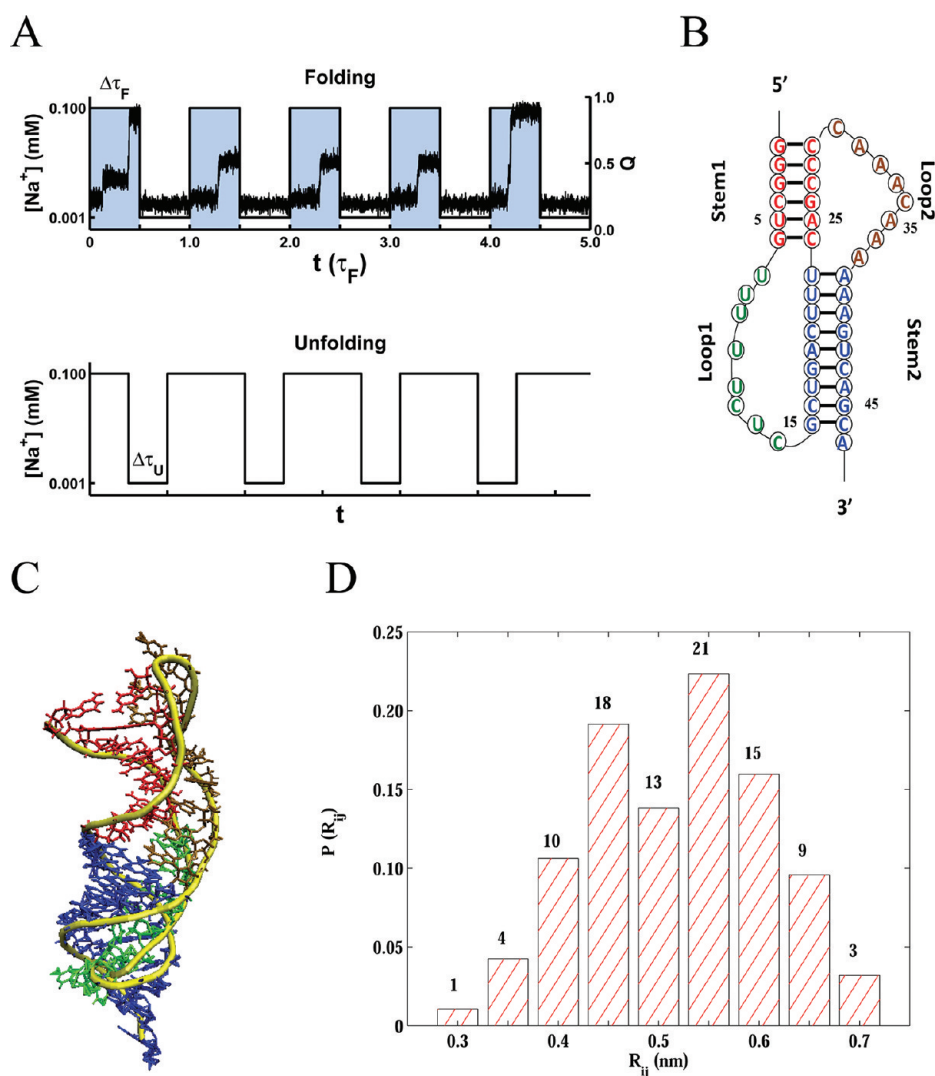 A
Folding
Δτ_F
[Na⁺] (mM)
0.100
0.001
1.0
0.5
0.0
Q
0 1.0 2.0 3.0 4.0 5.0
t (τ_F)
Unfolding
[Na⁺] (mM)
0.100
0.001
Δτ_U
t
B
5′
Stem1
G C
G C
G C
C G
5 U A 25
G C
C A A A C A A A
35
Loop2
Loop1
U U U U U C U C
15
U A
U A
U A
C G
A U
G C
U A 45
C G
G C
A
Stem2
3′
C
D
P (R_ij)
0.25
0.20
0.15
0.10
0.05
0
1 4 10 18 13 21 15 9 3
0.3 0.4 0.5 0.6 0.7
R_ij (nm)